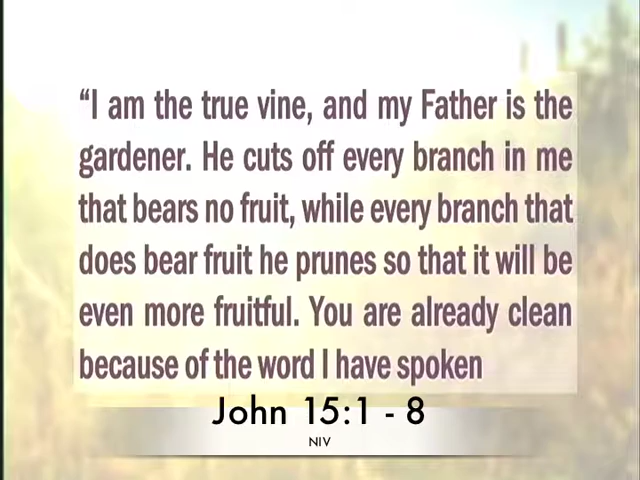 “I am the true vine, and my Father is the
gardener. He cuts off every branch in me
that bears no fruit, while every branch that
does bear fruit he prunes so that it will be
even more fruitful. You are already clean
because of the word I have spoken
John 15:1 - 8
NIV